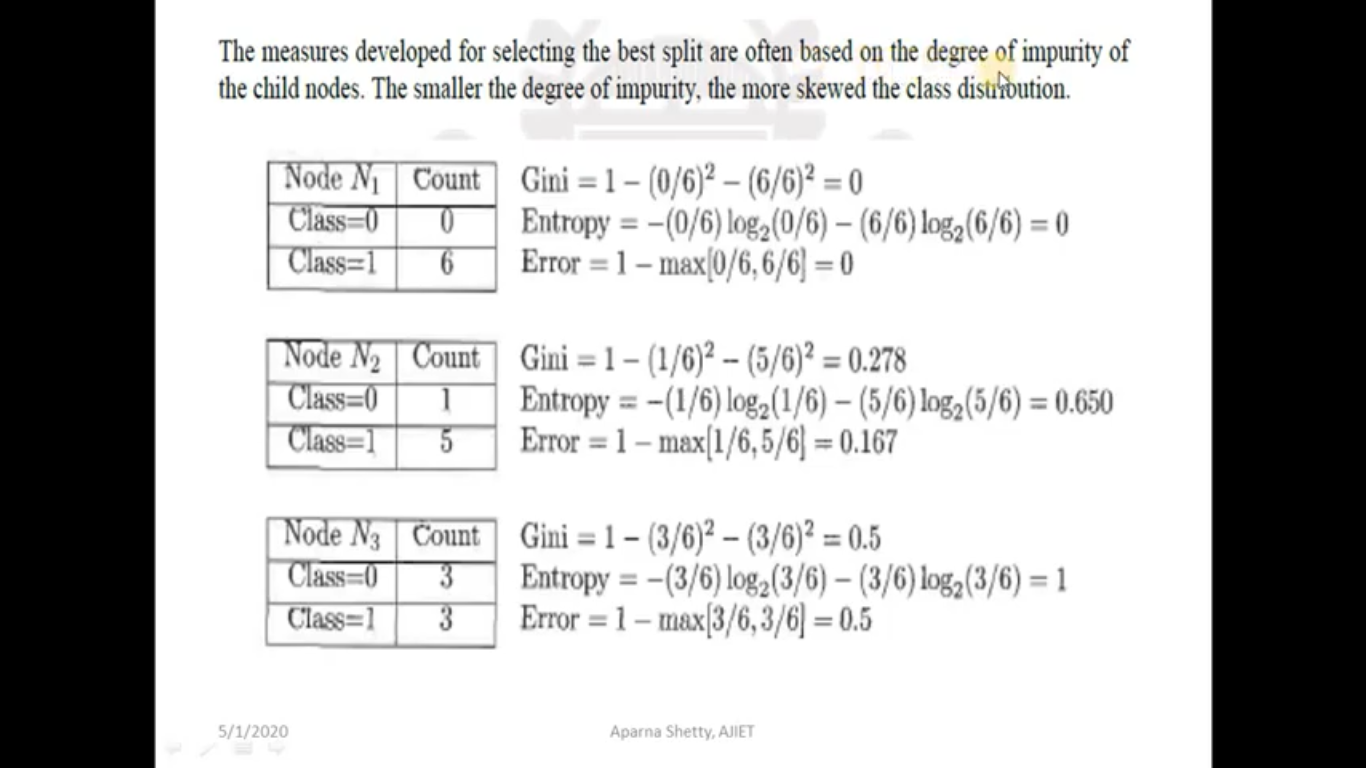 The measures developed for selecting the best split are often based on the degree of impurity of
the child nodes. The smaller the degree of impurity, the more skewed the class distribution.
Node N₁ Count
Class=0 0
Class=1 6
Gini = 1 − (0/6)² − (6/6)² = 0
Entropy = −(0/6) log₂(0/6) − (6/6) log₂(6/6) = 0
Error = 1 − max[0/6, 6/6] = 0
Node N₂ Count
Class=0 1
Class=1 5
Gini = 1 − (1/6)² − (5/6)² = 0.278
Entropy = −(1/6) log₂(1/6) − (5/6) log₂(5/6) = 0.650
Error = 1 − max[1/6, 5/6] = 0.167
Node N₃ Count
Class=0 3
Class=1 3
Gini = 1 − (3/6)² − (3/6)² = 0.5
Entropy = −(3/6) log₂(3/6) − (3/6) log₂(3/6) = 1
Error = 1 − max[3/6, 3/6] = 0.5
5/1/2020
Aparna Shetty, AJIET